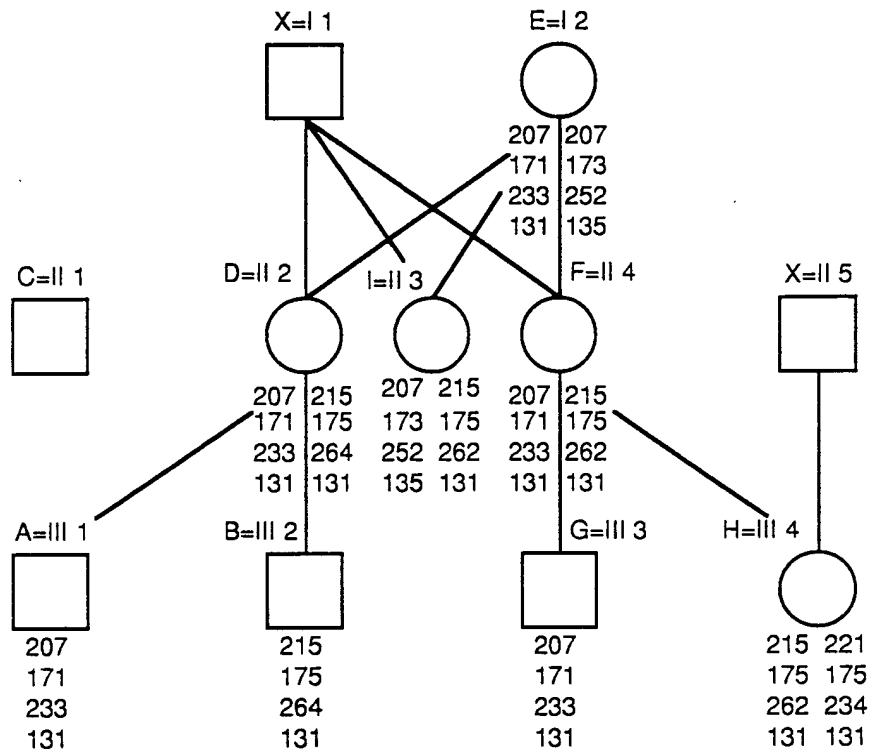 X=I 1 E=I 2
207 207
171 173
233 252
131 135
C=II 1 D=II 2 I=II 3 F=II 4 X=II 5
207 215 207 215 207 215
171 175 173 175 171 175
233 264 252 262 233 262
131 131 135 131 131 131
A=III 1 B=III 2 G=III 3 H=III 4
207 215 207 215 221
171 175 171 175 175
233 264 233 262 234
131 131 131 131 131